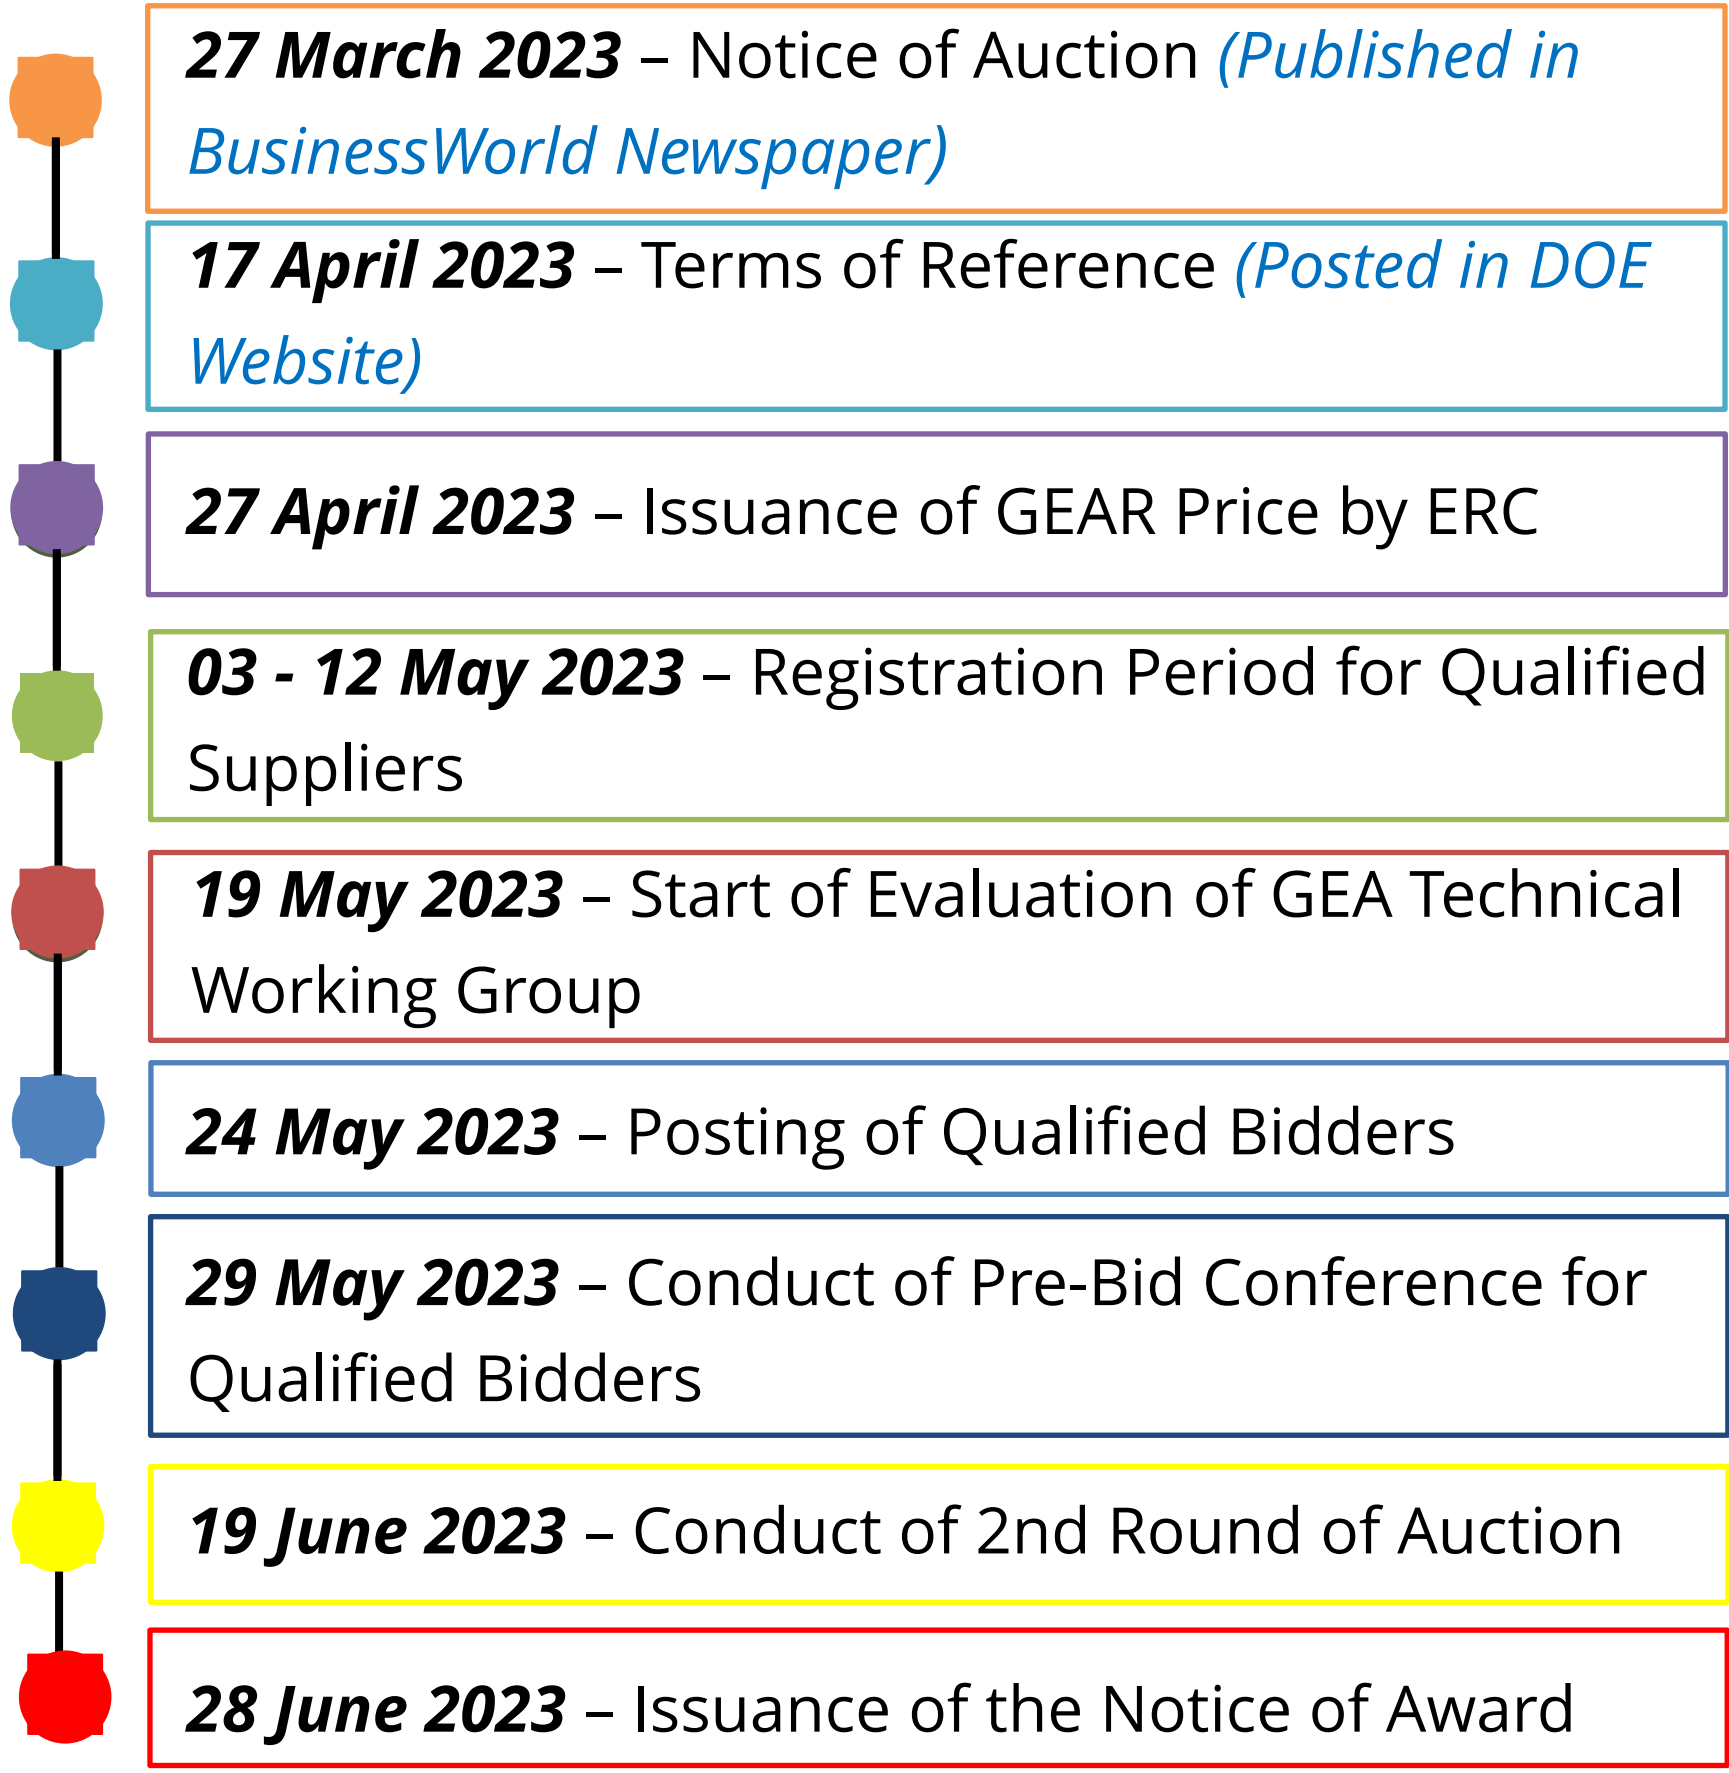 27 March 2023 – Notice of Auction (Published in
BusinessWorld Newspaper)
17 April 2023 – Terms of Reference (Posted in DOE
Website)
27 April 2023 – Issuance of GEAR Price by ERC
03 - 12 May 2023 – Registration Period for Qualified
Suppliers
19 May 2023 – Start of Evaluation of GEA Technical
Working Group
24 May 2023 – Posting of Qualified Bidders
29 May 2023 – Conduct of Pre-Bid Conference for
Qualified Bidders
19 June 2023 – Conduct of 2nd Round of Auction
28 June 2023 – Issuance of the Notice of Award